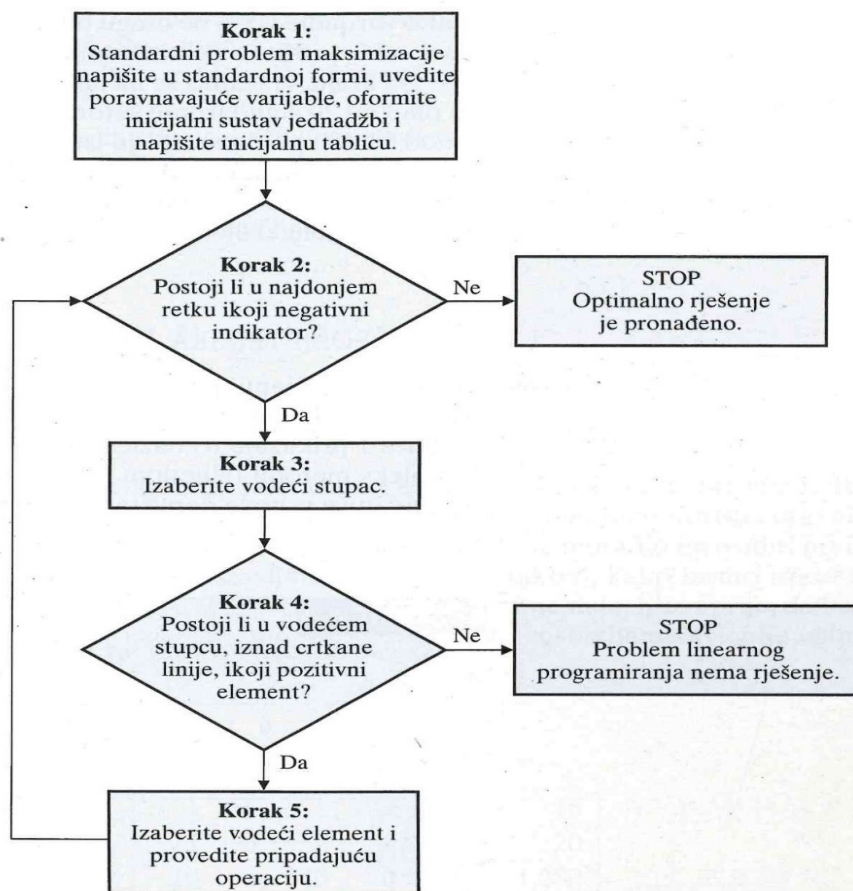 Korak 1:
Standardni problem maksimizacije
napišite u standardnoj formi, uvedite
poravnavajuće varijable, oformite
inicijalni sustav jednadžbi i
napišite inicijalnu tablicu.
Korak 2:
Postoji li u najdonjem
retku ikoji negativni
indikator?
Ne
STOP
Optimalno rješenje
je pronađeno.
Da
Korak 3:
Izaberite vodeći stupac.
Korak 4:
Postoji li u vodećem
stupcu, iznad crtkane
linije, ikoji pozitivni
element?
Ne
STOP
Problem linearnog
programiranja nema rješenje.
Da
Korak 5:
Izaberite vodeći element i
provedite pripadajuću
operaciju.